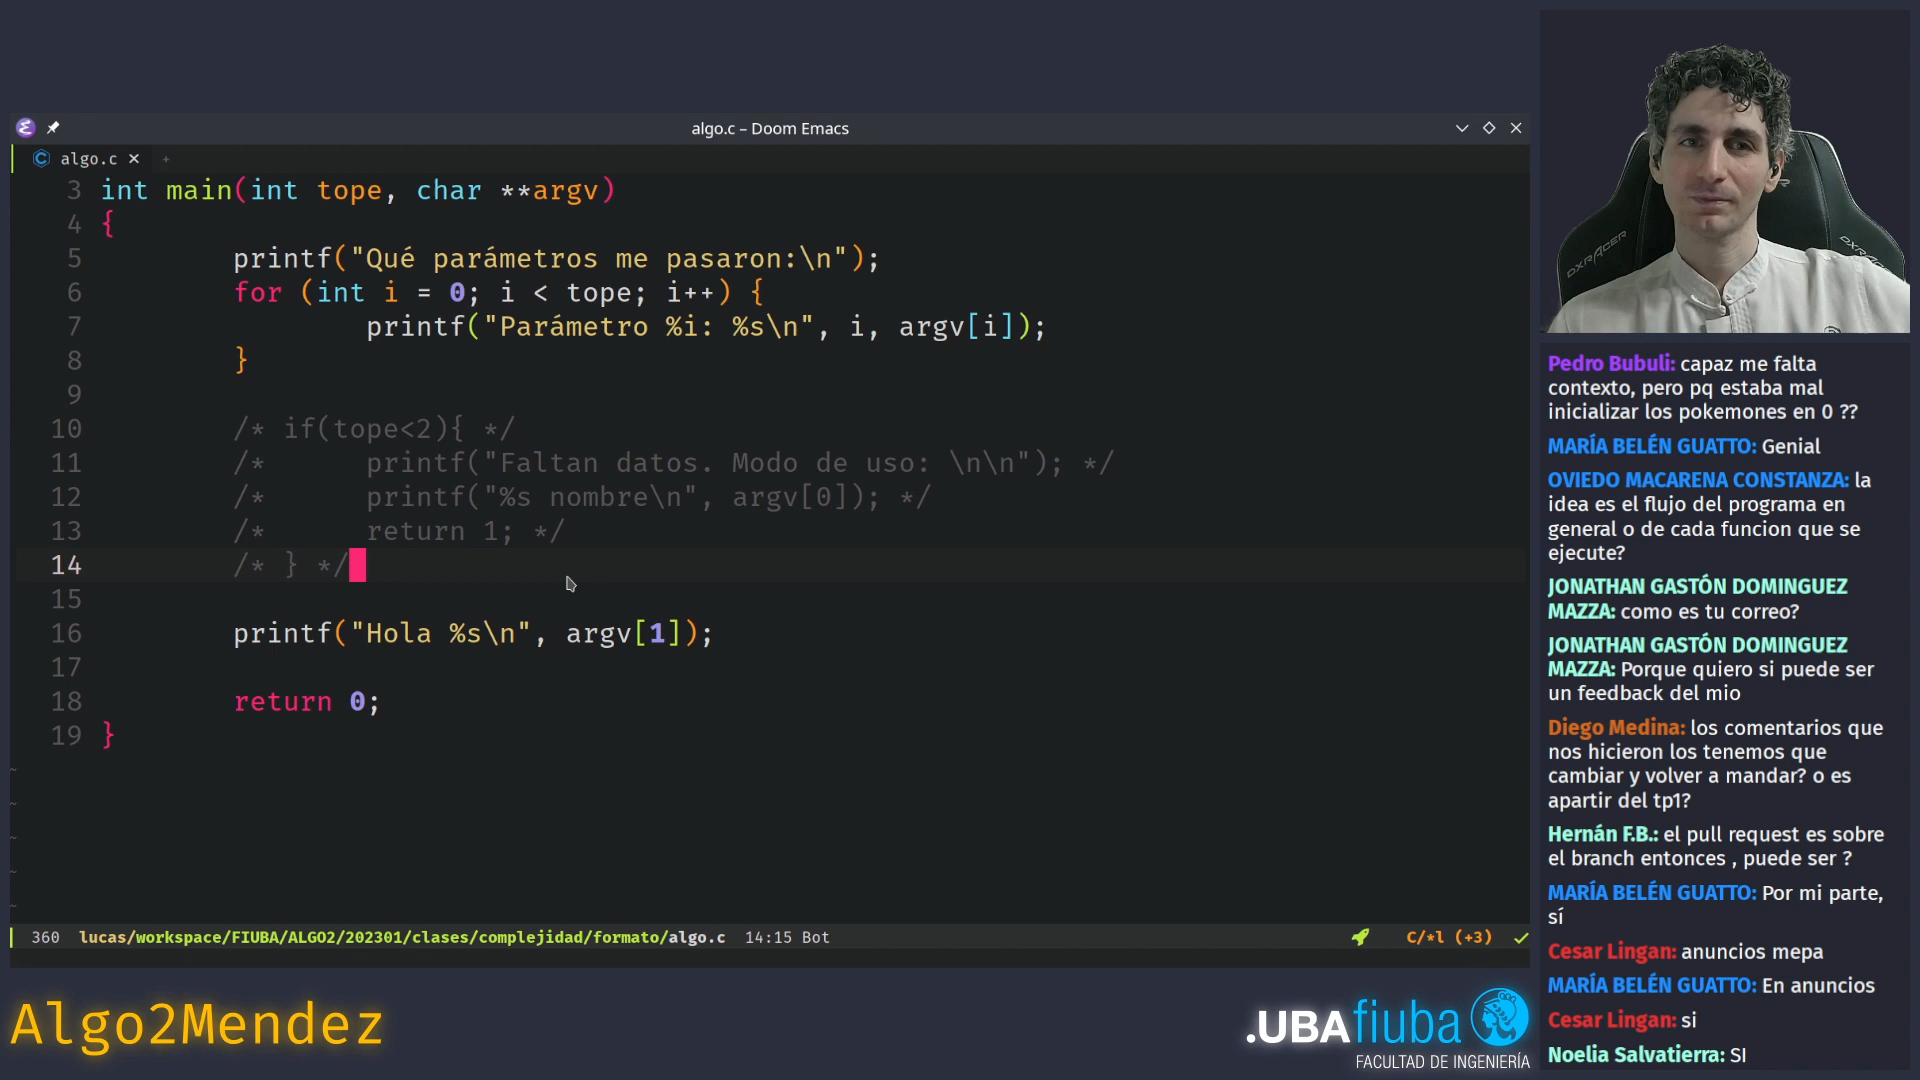 algo.c – Doom Emacs
algo.c
3 int main(int tope, char **argv)
4 {
5 printf("Qué parámetros me pasaron:\n");
6 for (int i = 0; i < tope; i++) {
7 printf("Parámetro %i: %s\n", i, argv[i]);
8 }
9
10 /* if(tope<2){ */
11 /* printf("Faltan datos. Modo de uso: \n\n"); */
12 /* printf("%s nombre\n", argv[0]); */
13 /* return 1; */
14 /* } */
15
16 printf("Hola %s\n", argv[1]);
17
18 return 0;
19 }
~
~
~
~
~
360 lucas/workspace/FIUBA/ALGO2/202301/clases/complejidad/formato/algo.c 14:15 Bot C/*l (+3)
Algo2Mendez
.UBAfiuba
FACULTAD DE INGENIERÍA
DXRACER
Pedro Bubuli: capaz me falta
contexto, pero pq estaba mal
inicializar los pokemones en 0 ??
MARÍA BELÉN GUATTO: Genial
OVIEDO MACARENA CONSTANZA: la
idea es el flujo del programa en
general o de cada funcion que se
ejecute?
JONATHAN GASTÓN DOMINGUEZ
MAZZA: como es tu correo?
JONATHAN GASTÓN DOMINGUEZ
MAZZA: Porque quiero si puede ser
un feedback del mio
Diego Medina: los comentarios que
nos hicieron los tenemos que
cambiar y volver a mandar? o es
apartir del tp1?
Hernán F.B.: el pull request es sobre
el branch entonces , puede ser ?
MARÍA BELÉN GUATTO: Por mi parte,
sí
Cesar Lingan: anuncios mepa
MARÍA BELÉN GUATTO: En anuncios
Cesar Lingan: si
Noelia Salvatierra: SI